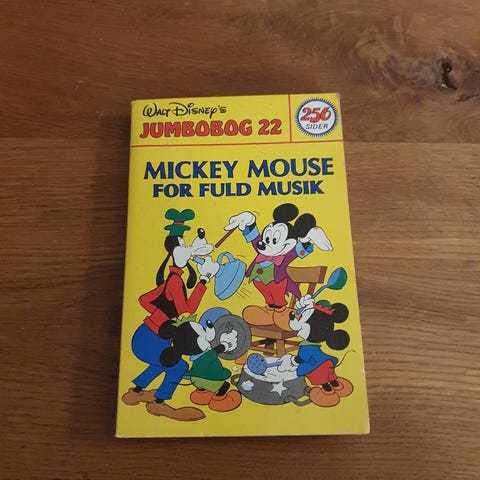 WALT DISNEY'S
JUMBOBOG 22
256
SIDER
MICKEY MOUSE
FOR FULD MUSIK